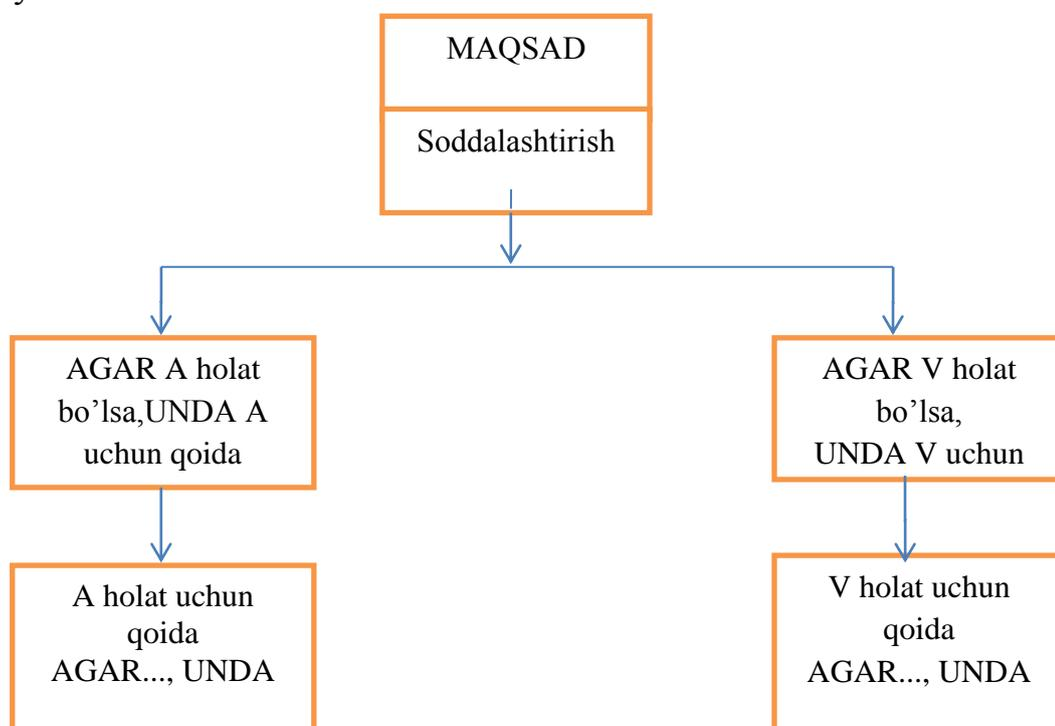 MAQSAD
Soddalashtirish
AGAR A holat
bo’lsa,UNDA A
uchun qoida
AGAR V holat
bo’lsa,
UNDA V uchun
A holat uchun
qoida
AGAR..., UNDA
V holat uchun
qoida
AGAR..., UNDA